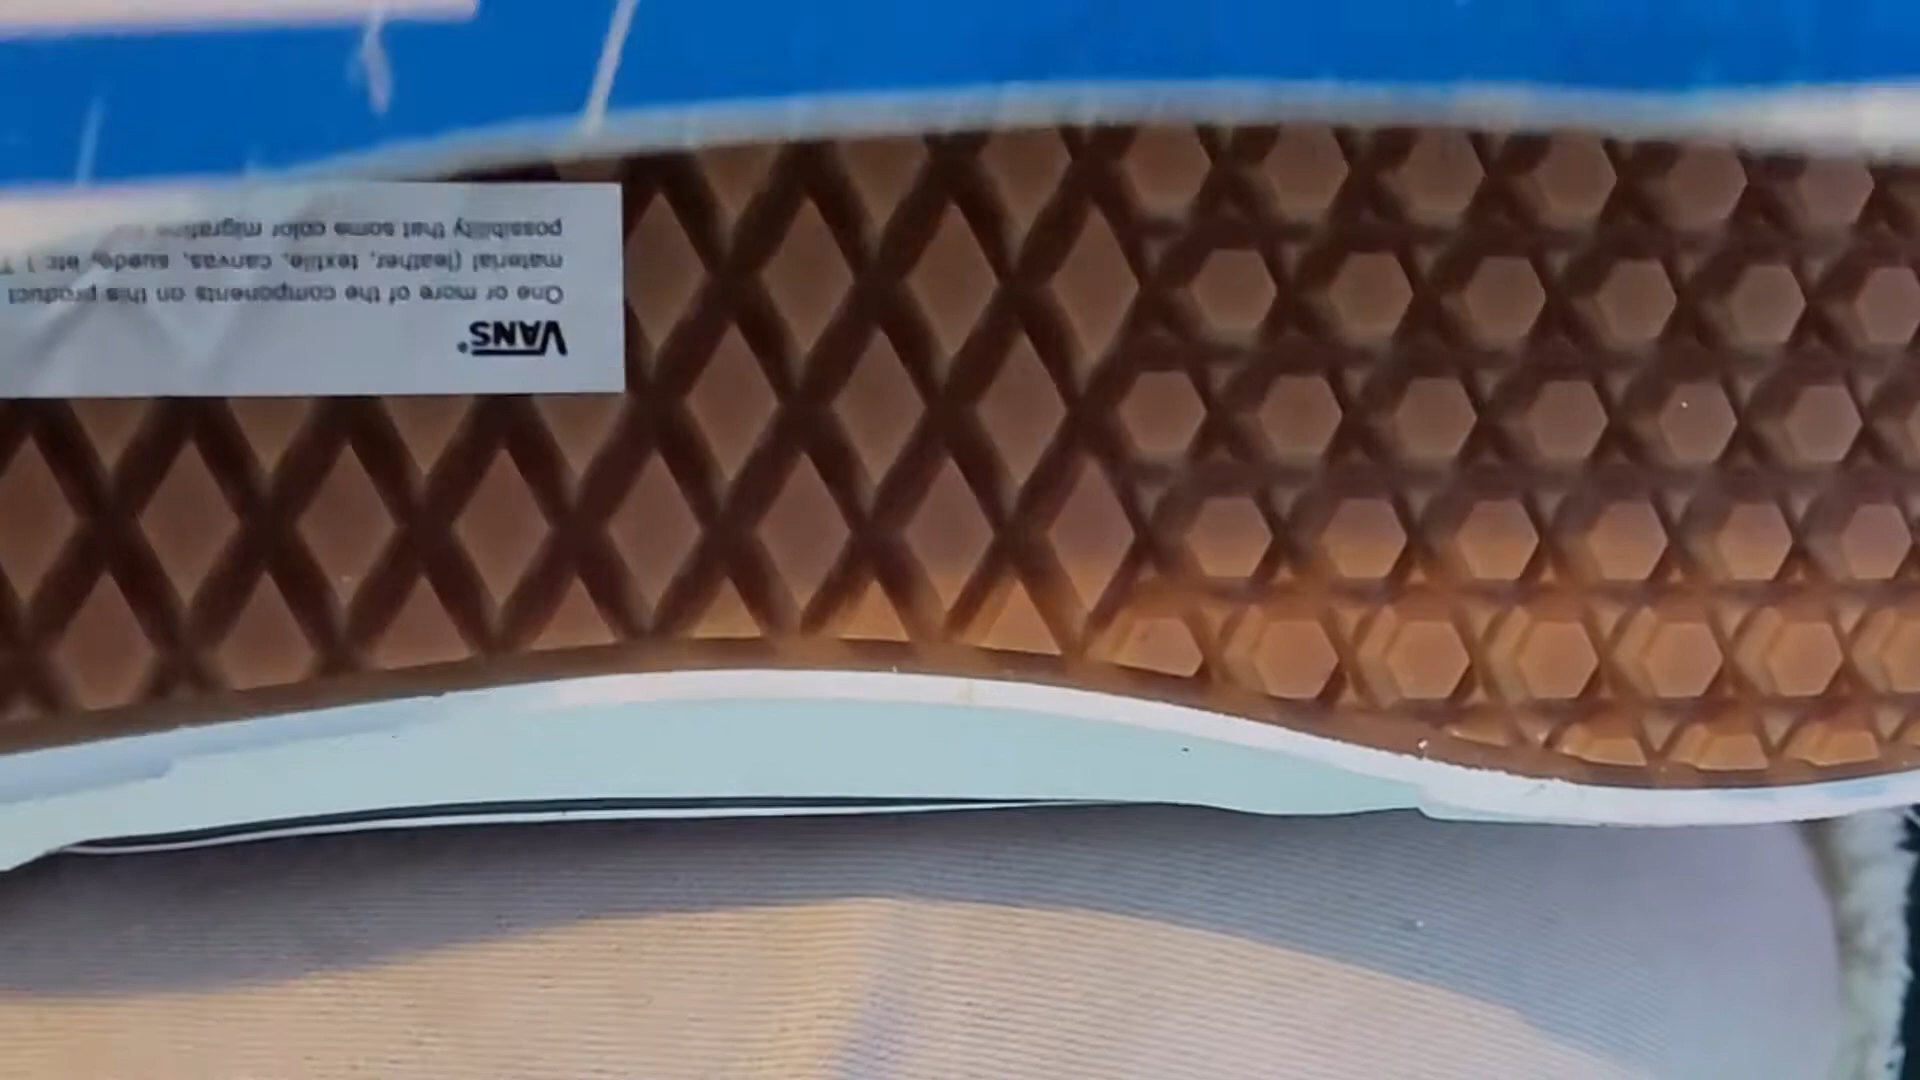 VANS
One or more of the components on this product
material (leather, textile, canvas, suede, etc.)
possibility that some color migration